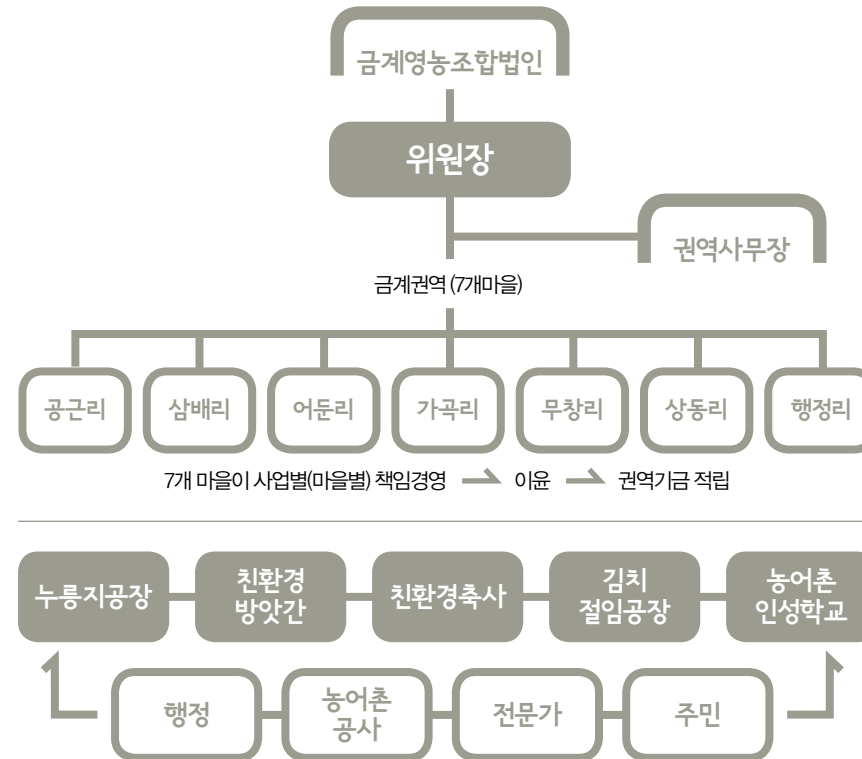 금계영농조합법인
위원장
권역사무장
금계권역 (7개마을)
공근리
삼배리
어둔리
가곡리
무창리
상동리
행정리
7개 마을이 사업별(마을별) 책임경영
이윤
권역기금 적립
누룽지공장
친환경
방앗간
친환경축사
김치
절임공장
농어촌
인성학교
행정
농어촌
공사
전문가
주민